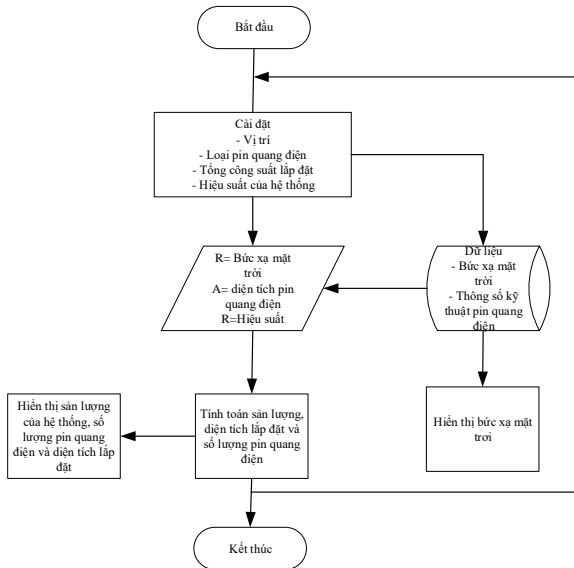 Bắt đầu
Cài đặt
- Vị trí
- Loại pin quang điện
- Tổng công suất lắp đặt
- Hiệu suất của hệ thống
R= Bức xạ mặt
trời
A= diện tích pin
quang điện
R=Hiệu suất
Dữ liệu
- Bức xạ mặt
trời
- Thông số kỹ
thuật pin quang
điện
Hiển thị sản lượng
của hệ thống, số
lượng pin quang
điện và diện tích lắp
đặt
Tính toán sản lượng,
diện tích lắp đặt và
số lượng pin quang
điện
Hiển thị bức xạ mặt
trơi
Kết thúc